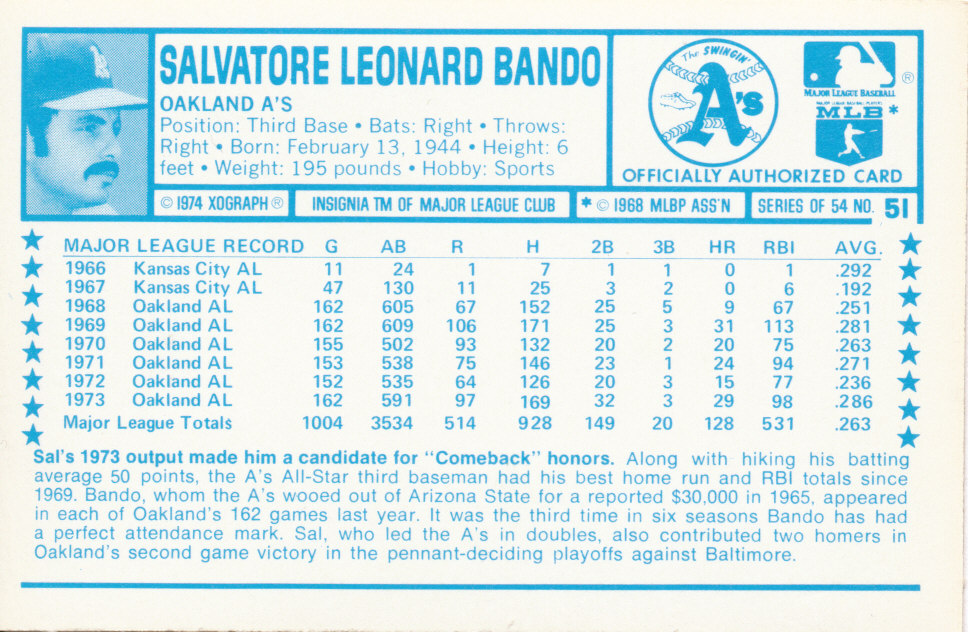 SALVATORE LEONARD BANDO
OAKLAND A'S
Position: Third Base • Bats: Right • Throws:
Right • Born: February 13, 1944 • Height: 6
feet • Weight: 195 pounds • Hobby: Sports
The SWINGIN'
A's
MAJOR LEAGUE BASEBALL ®
MAJOR LEAGUE BASEBALL PLAYERS
MLB *
OFFICIALLY AUTHORIZED CARD
© 1974 XOGRAPH ®
INSIGNIA TM OF MAJOR LEAGUE CLUB
* © 1968 MLBP ASS'N
SERIES OF 54 NO. 51
MAJOR LEAGUE RECORD G AB R H 2B 3B HR RBI AVG.
1966 Kansas City AL 11 24 1 7 1 1 0 1 .292
1967 Kansas City AL 47 130 11 25 3 2 0 6 .192
1968 Oakland AL 162 605 67 152 25 5 9 67 .251
1969 Oakland AL 162 609 106 171 25 3 31 113 .281
1970 Oakland AL 155 502 93 132 20 2 20 75 .263
1971 Oakland AL 153 538 75 146 23 1 24 94 .271
1972 Oakland AL 152 535 64 126 20 3 15 77 .236
1973 Oakland AL 162 591 97 169 32 3 29 98 .286
Major League Totals 1004 3534 514 928 149 20 128 531 .263
Sal's 1973 output made him a candidate for "Comeback" honors. Along with hiking his batting
average 50 points, the A's All-Star third baseman had his best home run and RBI totals since
1969. Bando, whom the A's wooed out of Arizona State for a reported $30,000 in 1965, appeared
in each of Oakland's 162 games last year. It was the third time in six seasons Bando has had
a perfect attendance mark. Sal, who led the A's in doubles, also contributed two homers in
Oakland's second game victory in the pennant-deciding playoffs against Baltimore.